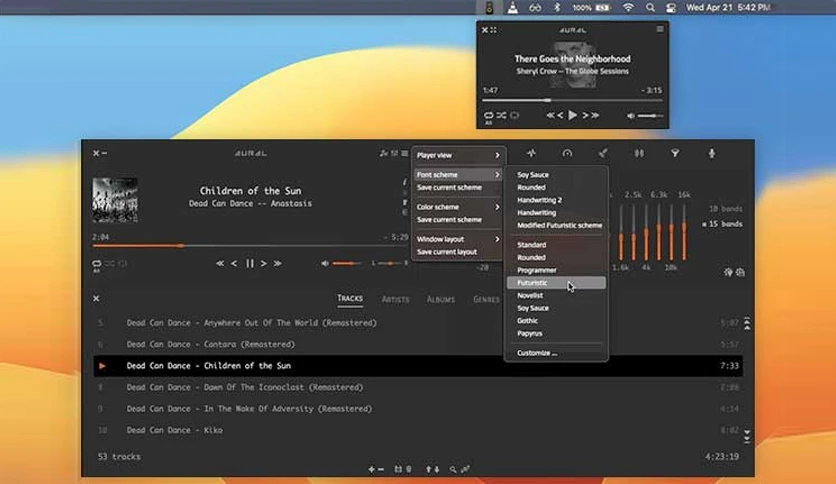 100%
Wed Apr 21 5:42 PM
AURAL
There Goes the Neighborhood
Sheryl Crow -- The Globe Sessions
1:47
- 3:15
All
AURAL
Children of the Sun
Dead Can Dance -- Anastasis
2:04
- 5:29
All
L
R
Player view
Font scheme
Save current scheme
Color scheme
Save current scheme
Window layout
Save current layout
Soy Sauce
Rounded
Handwriting 2
Handwriting
Modified Futuristic scheme
Standard
Rounded
Programmer
Futuristic
Novelist
Soy Sauce
Gothic
Papyrus
Customize ...
2.5k 6.3k 16k
1.6k 4k 10k
-20
10 bands
15 bands
TRACKS ARTISTS ALBUMS GENRES
5 Dead Can Dance - Anywhere Out Of The World (Remastered) 5:07
6 Dead Can Dance - Cantara (Remastered) 5:57
Dead Can Dance - Children of the Sun 7:33
8 Dead Can Dance - Dawn Of The Iconoclast (Remastered) 2:08
9 Dead Can Dance - In The Wake Of Adversity (Remastered) 4:14
10 Dead Can Dance - Kiko 8:02
53 tracks
4:23:19